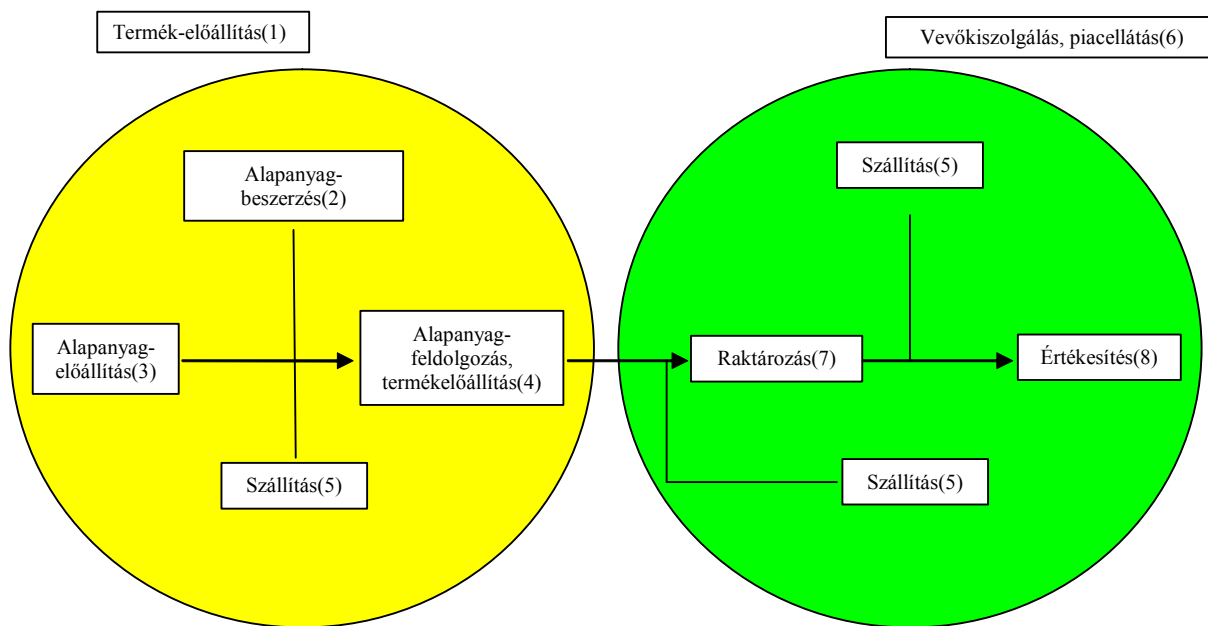 Termék-előállítás(1)
Vevőkiszolgálás, piacellátás(6)
Alapanyag-
beszerzés(2)
Szállítás(5)
Alapanyag-
előállítás(3)
Alapanyag-
feldolgozás,
termékelőállítás(4)
Raktározás(7)
Értékesítés(8)
Szállítás(5)
Szállítás(5)